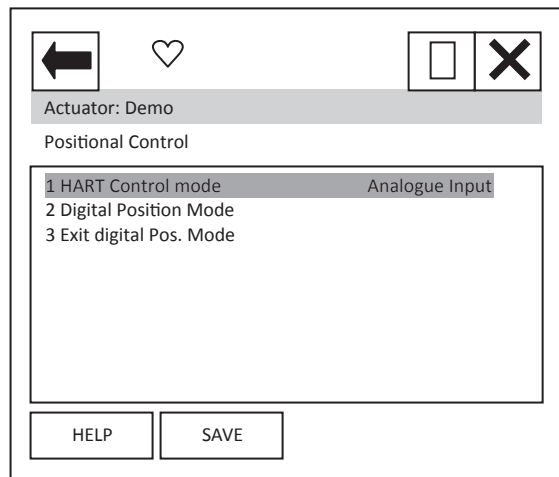 Actuator: Demo
Positional Control
1 HART Control mode Analogue Input
2 Digital Position Mode
3 Exit digital Pos. Mode
HELP SAVE